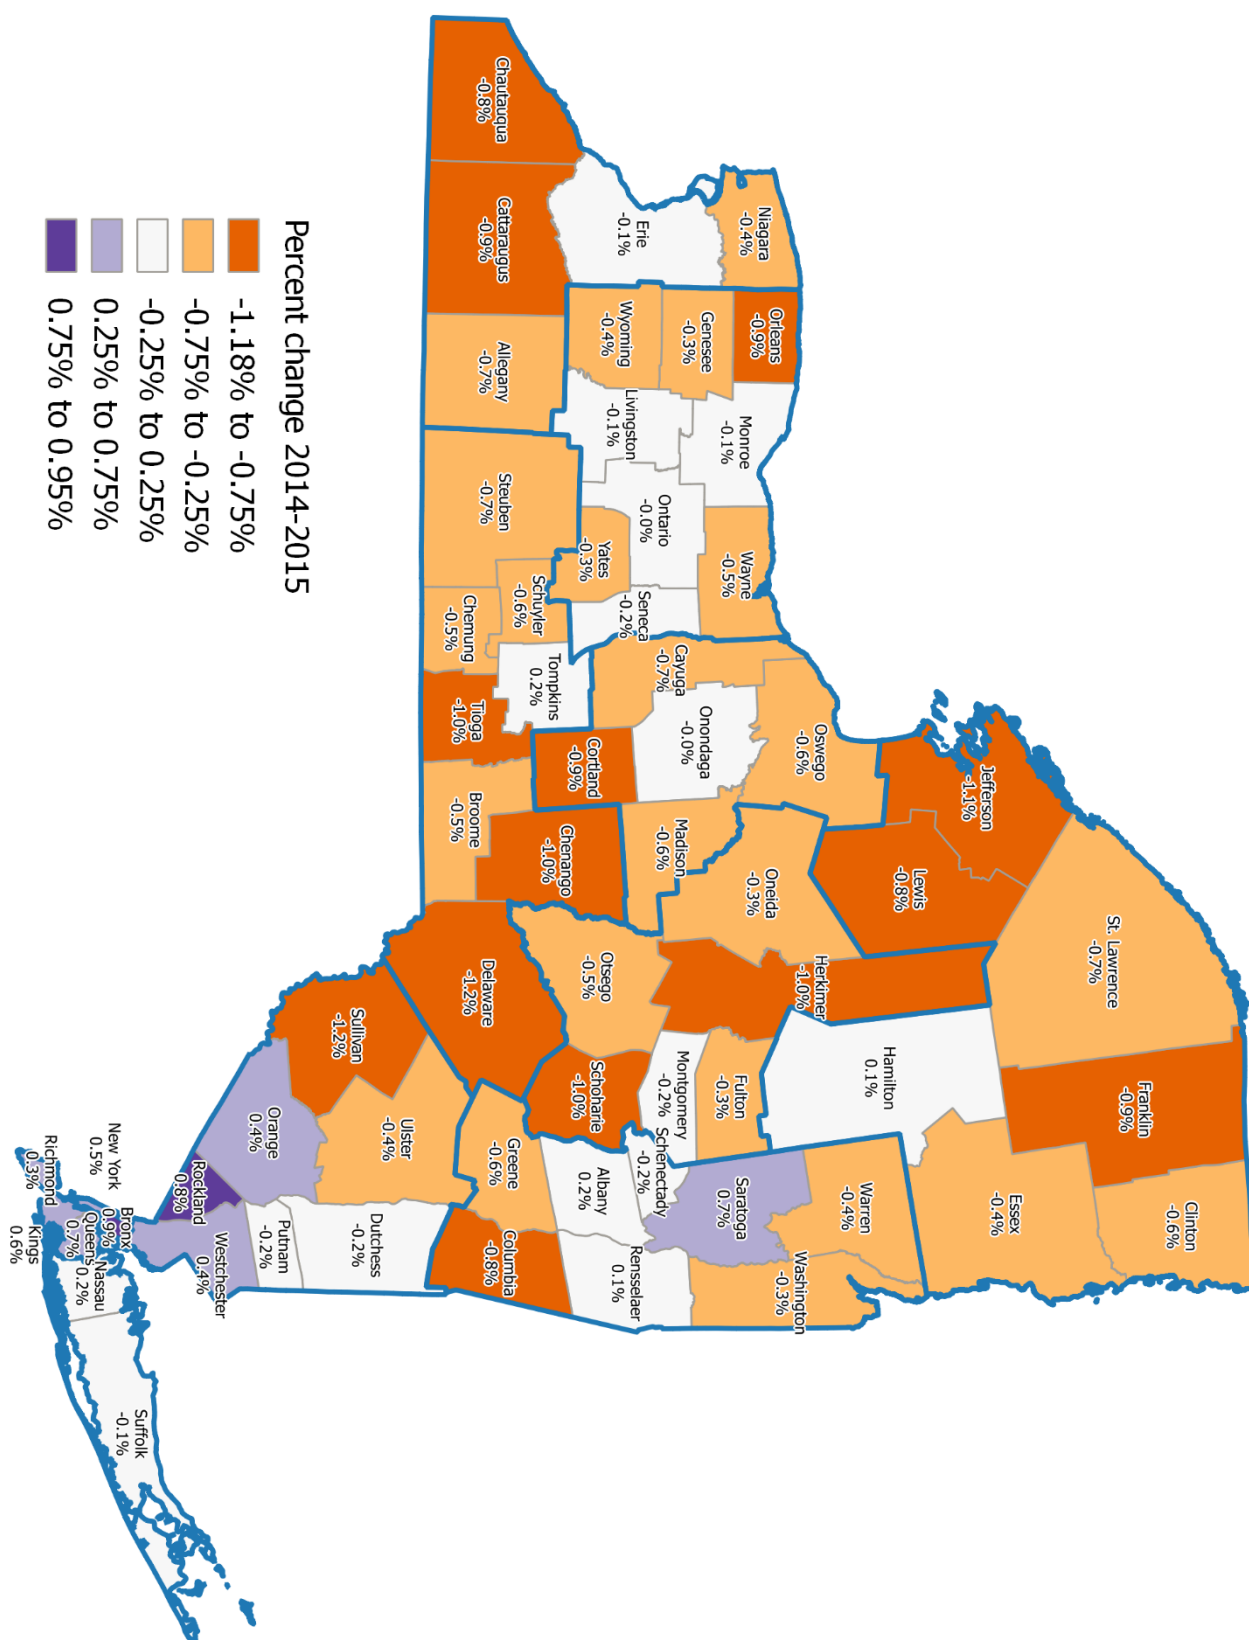 Clinton
-0.6%
Franklin
-0.9%
St. Lawrence
-0.7%
Jefferson
-1.1%
Essex
-0.4%
Lewis
-0.8%
Hamilton
0.1%
Herkimer
-1.0%
Warren
-0.4%
Oswego
-0.6%
Washington
-0.3%
Oneida
-0.3%
Niagara
-0.4%
Orleans
-0.9%
Monroe
-0.1%
Wayne
-0.5%
Fulton
-0.3%
Saratoga
0.7%
Genesee
-0.3%
Onondaga
-0.0%
Madison
-0.6%
Montgomery
-0.2%
Cayuga
-0.7%
Ontario
-0.0%
Seneca
-0.2%
Schenectady
-0.2%
Erie
-0.1%
Wyoming
-0.4%
Livingston
-0.1%
Rensselaer
0.1%
Yates
-0.3%
Otsego
-0.5%
Albany
0.2%
Schoharie
-1.0%
Cortland
-0.9%
Chenango
-1.0%
Tompkins
0.2%
Schuyler
-0.6%
Chautauqua
-0.8%
Cattaraugus
-0.9%
Allegany
-0.7%
Steuben
-0.7%
Greene
-0.6%
Columbia
-0.8%
Delaware
-1.2%
Chemung
-0.5%
Tioga
-1.0%
Broome
-0.5%
Ulster
-0.4%
Dutchess
-0.2%
Sullivan
-1.2%
Putnam
-0.2%
Orange
0.4%
Westchester
0.4%
Rockland
0.8%
Suffolk
-0.1%
Bronx
0.9%
New York
0.5%
Nassau
0.2%
Queens
0.7%
Richmond
0.3%
Kings
0.6%
Percent change 2014-2015
-1.18% to -0.75%
-0.75% to -0.25%
-0.25% to 0.25%
0.25% to 0.75%
0.75% to 0.95%